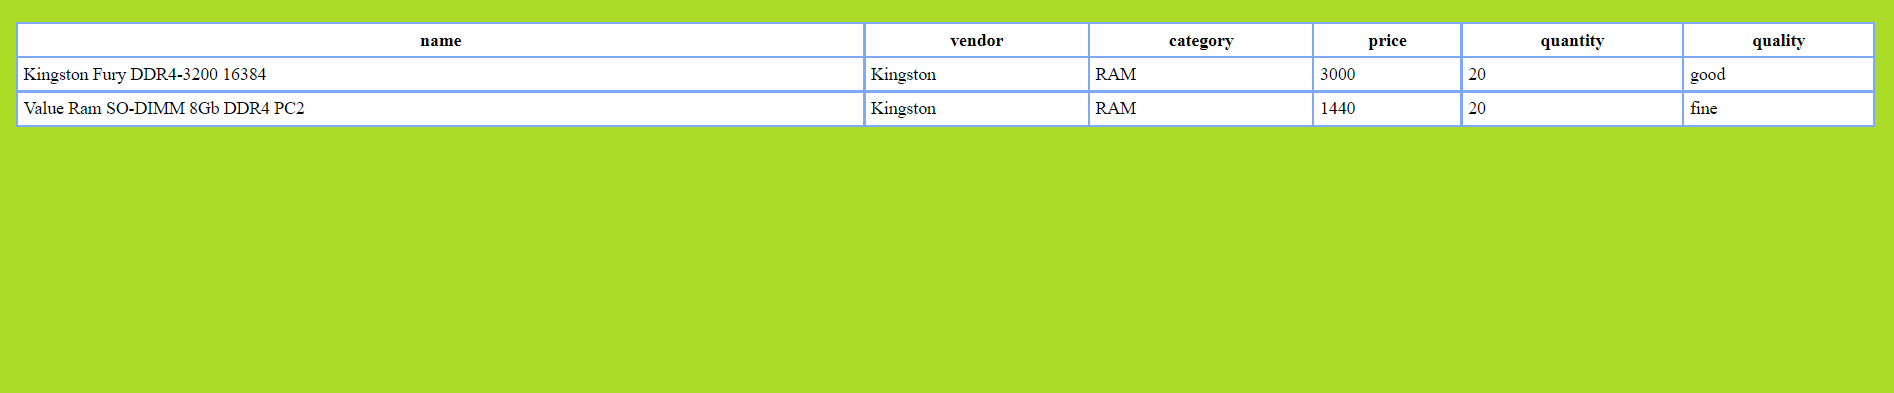 name vendor category price quantity quality
Kingston Fury DDR4-3200 16384 Kingston RAM 3000 20 good
Value Ram SO-DIMM 8Gb DDR4 PC2 Kingston RAM 1440 20 fine